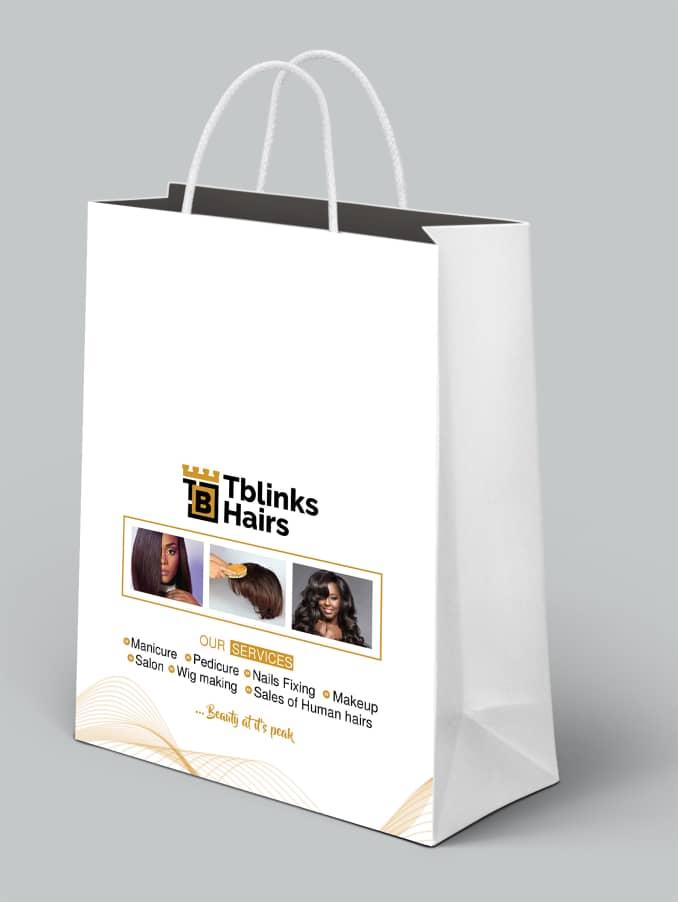 TB
Tblinks
Hairs
OUR SERVICES
Manicure Pedicure Nails Fixing Makeup
Salon Wig making Sales of Human hairs
... Beauty at it's peak